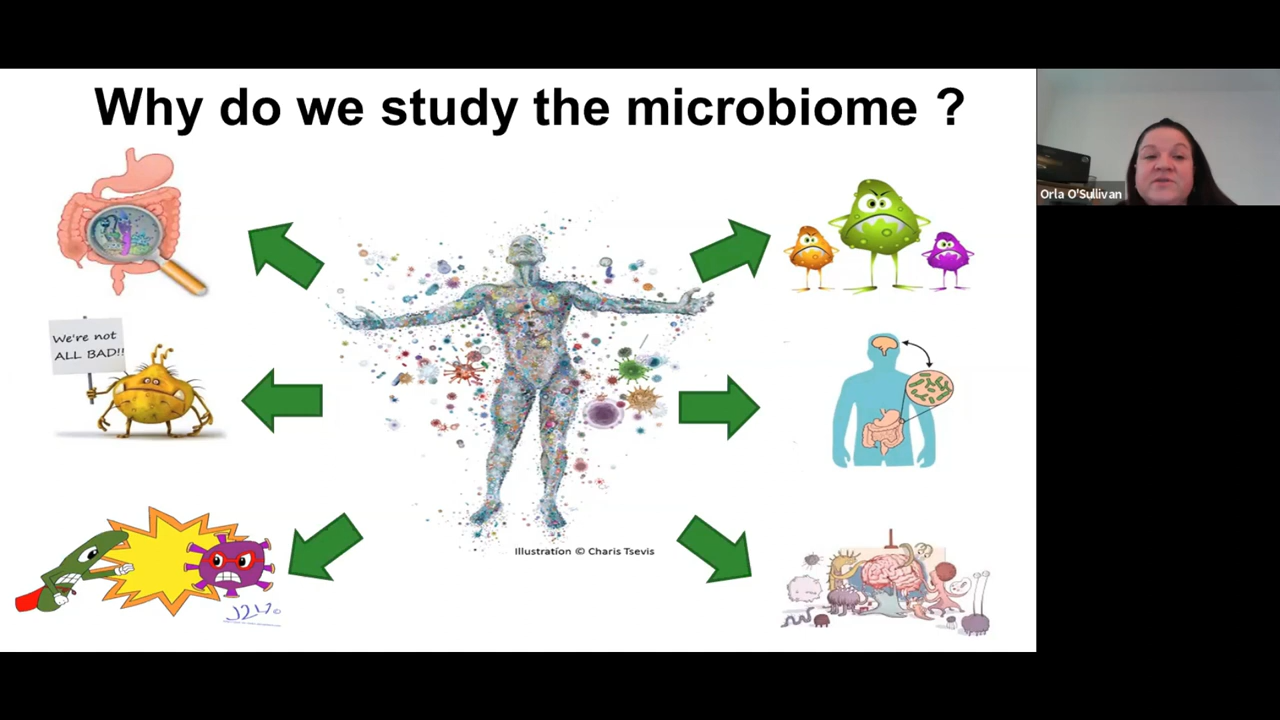 Why do we study the microbiome ?
Orla O'Sullivan
We're not
ALL BAD!!
Illustration © Charis Tsevis